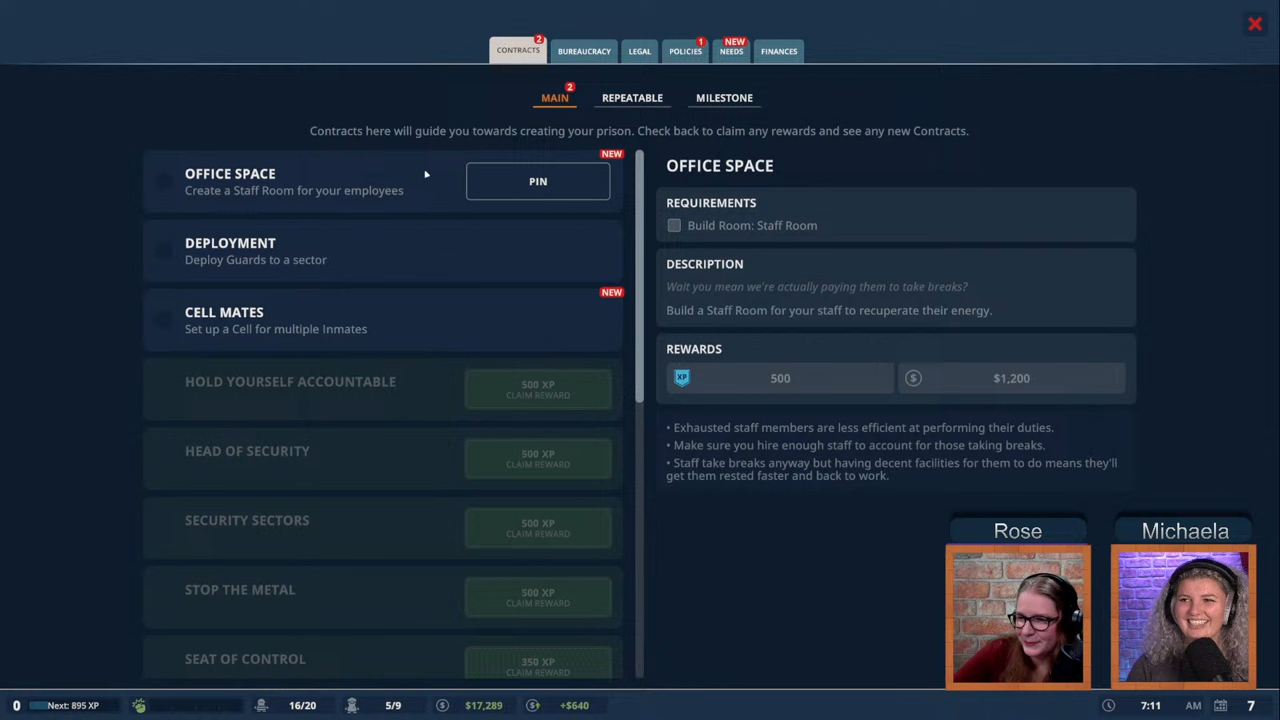 2
1
NEW
CONTRACTS
BUREAUCRACY
LEGAL
POLICIES
NEEDS
FINANCES
2
MAIN
REPEATABLE
MILESTONE
Contracts here will guide you towards creating your prison. Check back to claim any rewards and see any new Contracts.
NEW
OFFICE SPACE
Create a Staff Room for your employees
PIN
DEPLOYMENT
Deploy Guards to a sector
NEW
CELL MATES
Set up a Cell for multiple Inmates
HOLD YOURSELF ACCOUNTABLE
500 XP
CLAIM REWARD
HEAD OF SECURITY
500 XP
CLAIM REWARD
SECURITY SECTORS
500 XP
CLAIM REWARD
STOP THE METAL
500 XP
CLAIM REWARD
SEAT OF CONTROL
350 XP
CLAIM REWARD
OFFICE SPACE
REQUIREMENTS
Build Room: Staff Room
DESCRIPTION
Wait you mean we're actually paying them to take breaks?
Build a Staff Room for your staff to recuperate their energy.
REWARDS
XP
500
$
$1,200
• Exhausted staff members are less efficient at performing their duties.
• Make sure you hire enough staff to account for those taking breaks.
• Staff take breaks anyway but having decent facilities for them to do means they'll
get them rested faster and back to work.
Rose
Michaela
0
Next: 895 XP
16/20
5/9
$
$17,289
$
+$640
7:11
AM
7